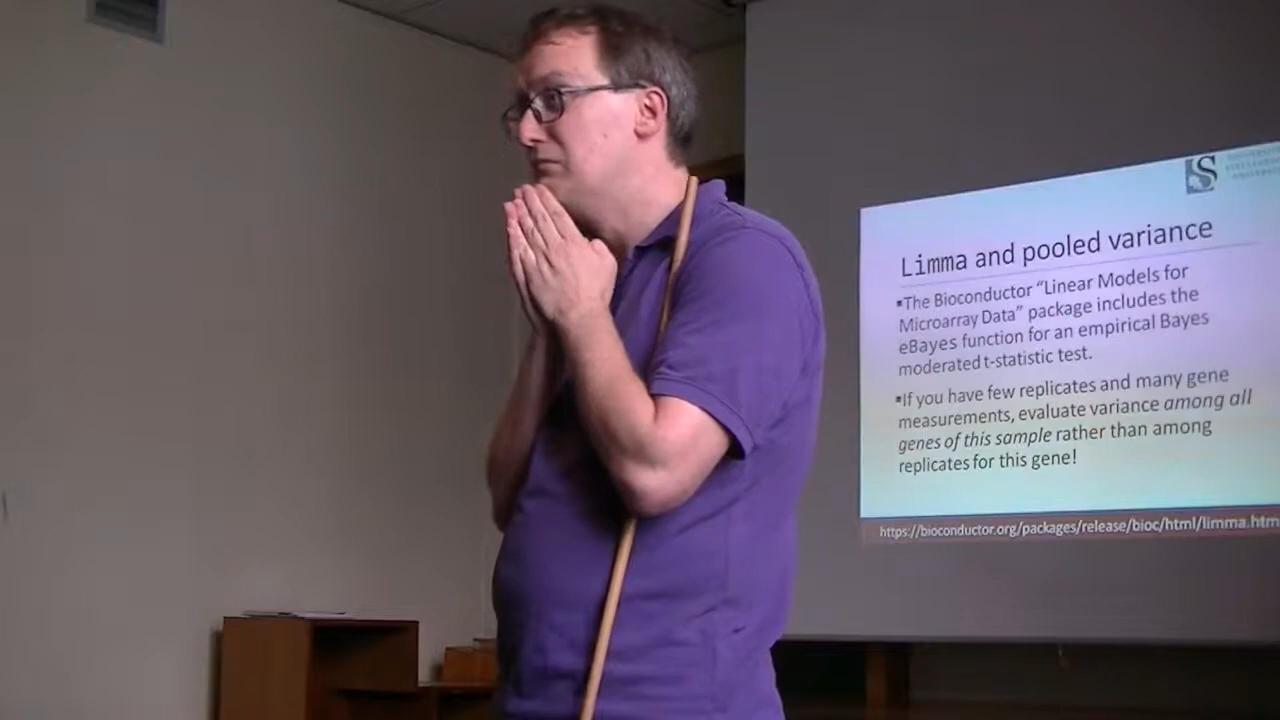 Limma and pooled variance
▪The Bioconductor “Linear Models for
Microarray Data” package includes the
eBayes function for an empirical Bayes
moderated t-statistic test.
▪If you have few replicates and many gene
measurements, evaluate variance among all
genes of this sample rather than among
replicates for this gene!
https://bioconductor.org/packages/release/bioc/html/limma.htm